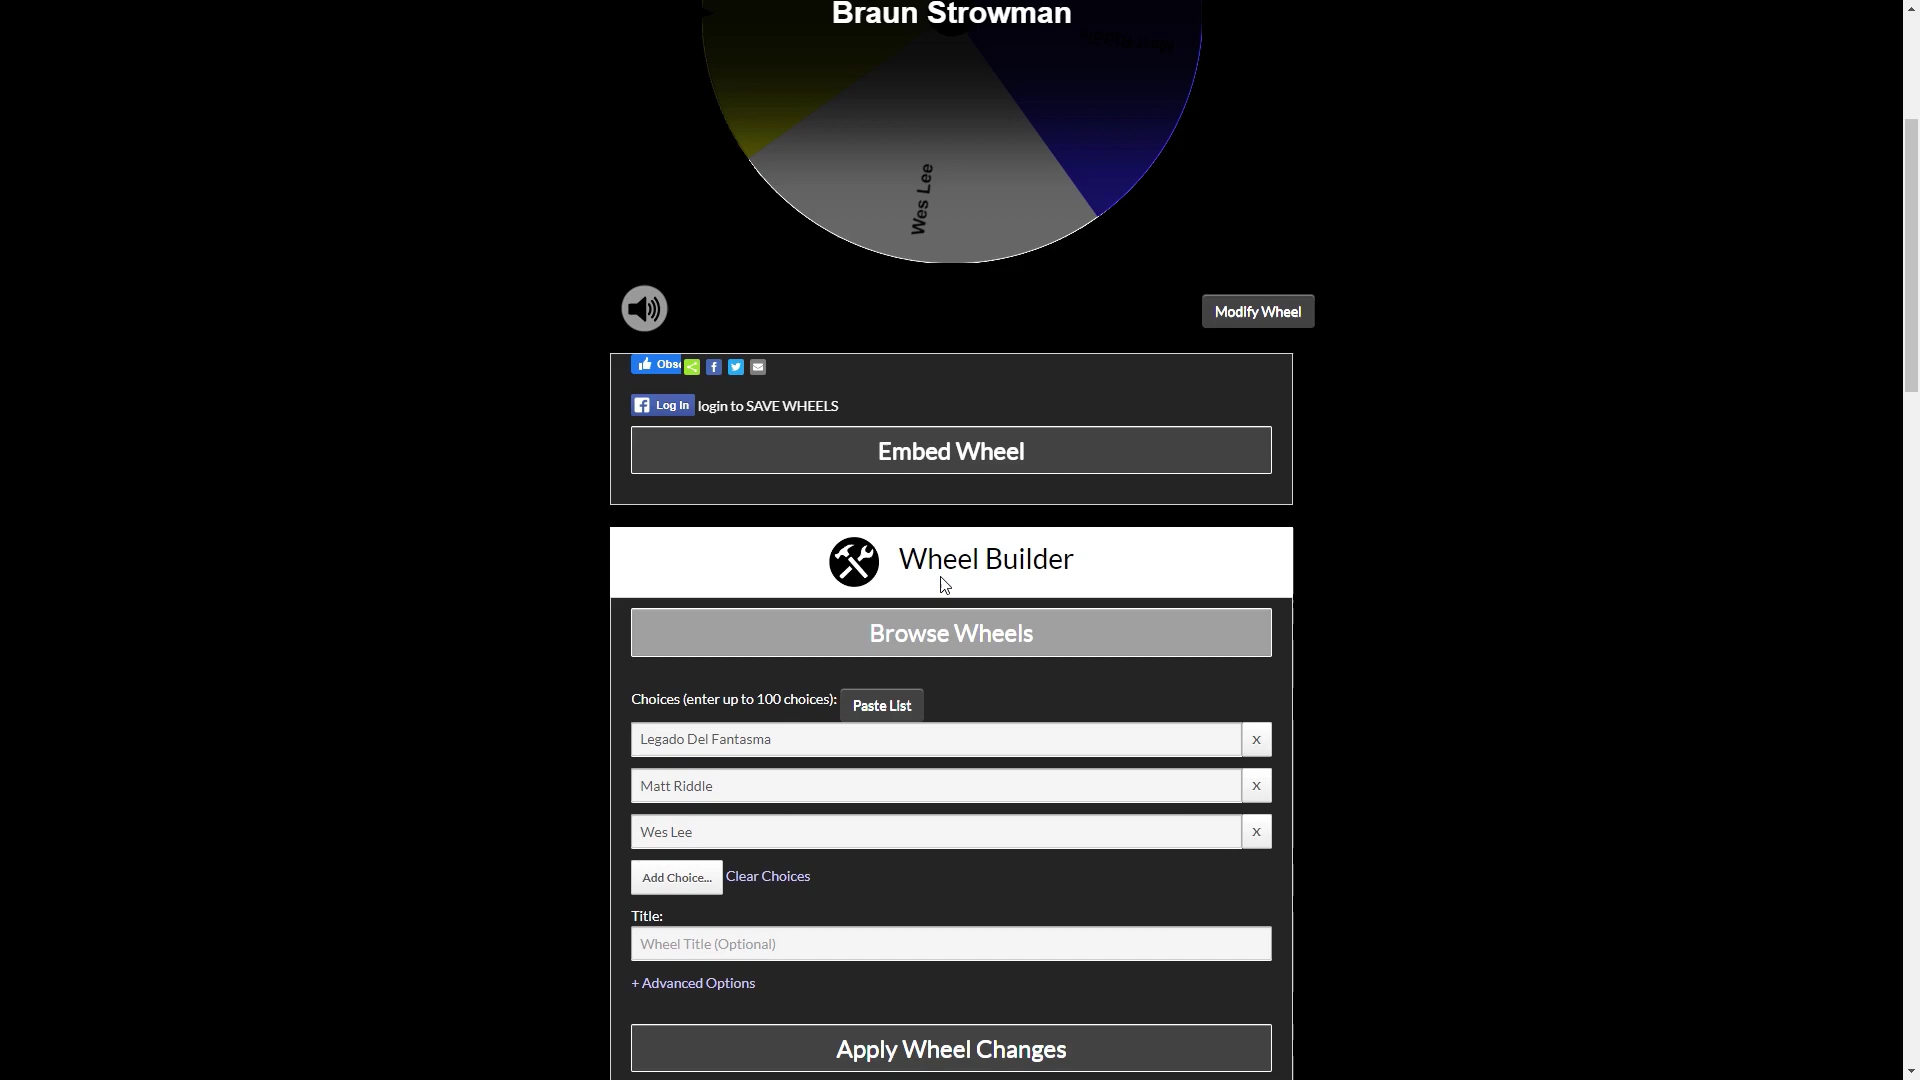 Braun Strowman
Wes Lee
Modify Wheel
Obse
Log In login to SAVE WHEELS
Embed Wheel
Wheel Builder
Browse Wheels
Choices (enter up to 100 choices): Paste List
Legado Del Fantasma X
Matt Riddle X
Wes Lee X
Add Choice... Clear Choices
Title:
Wheel Title (Optional)
+ Advanced Options
Apply Wheel Changes